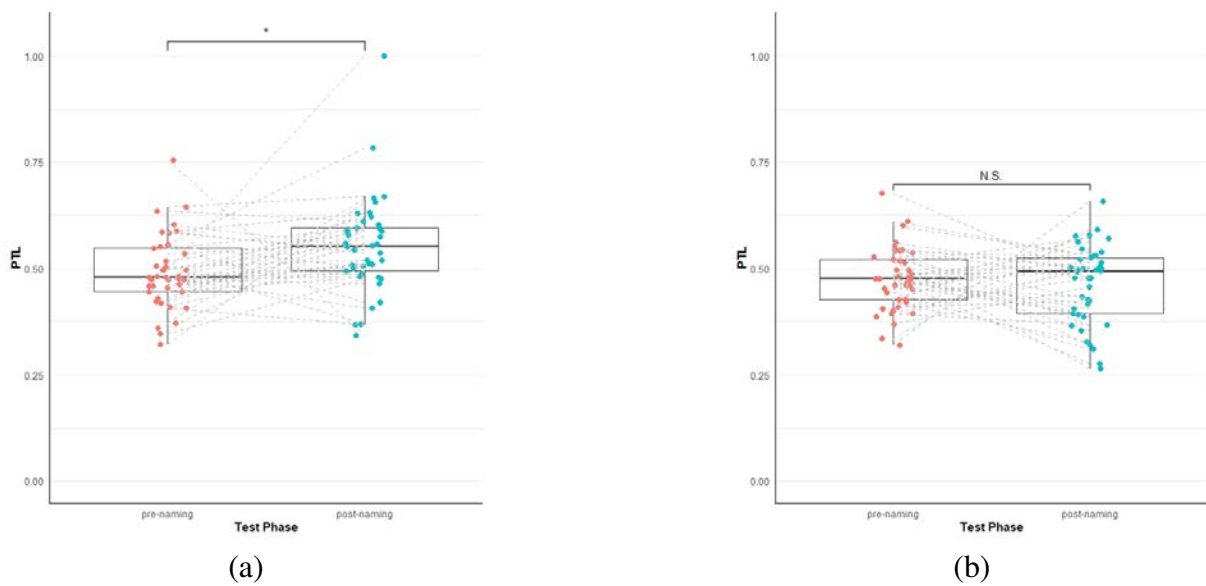 *
1.00
0.75
0.50
0.25
0.00
PTL
pre-naming
post-naming
Test Phase
(a)
N.S.
1.00
0.75
0.50
0.25
0.00
PTL
pre-naming
post-naming
Test Phase
(b)